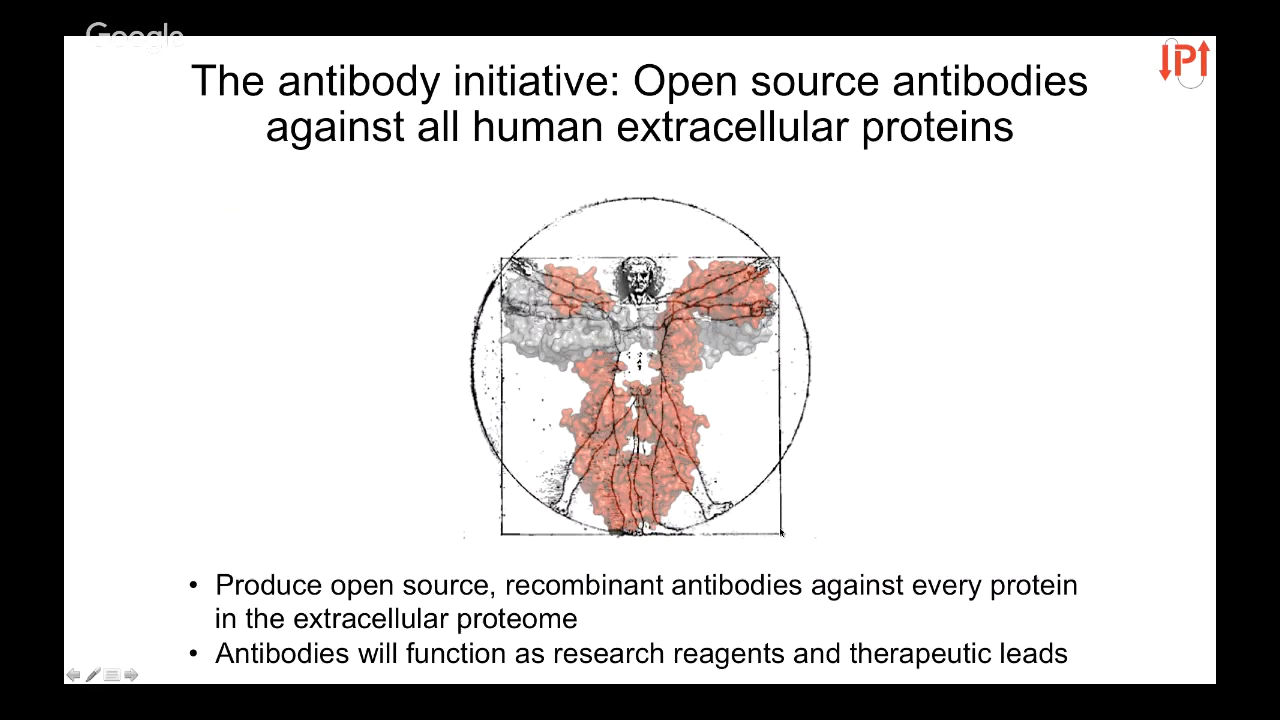 Google
The antibody initiative: Open source antibodies
against all human extracellular proteins
IPI
• Produce open source, recombinant antibodies against every protein
in the extracellular proteome
• Antibodies will function as research reagents and therapeutic leads